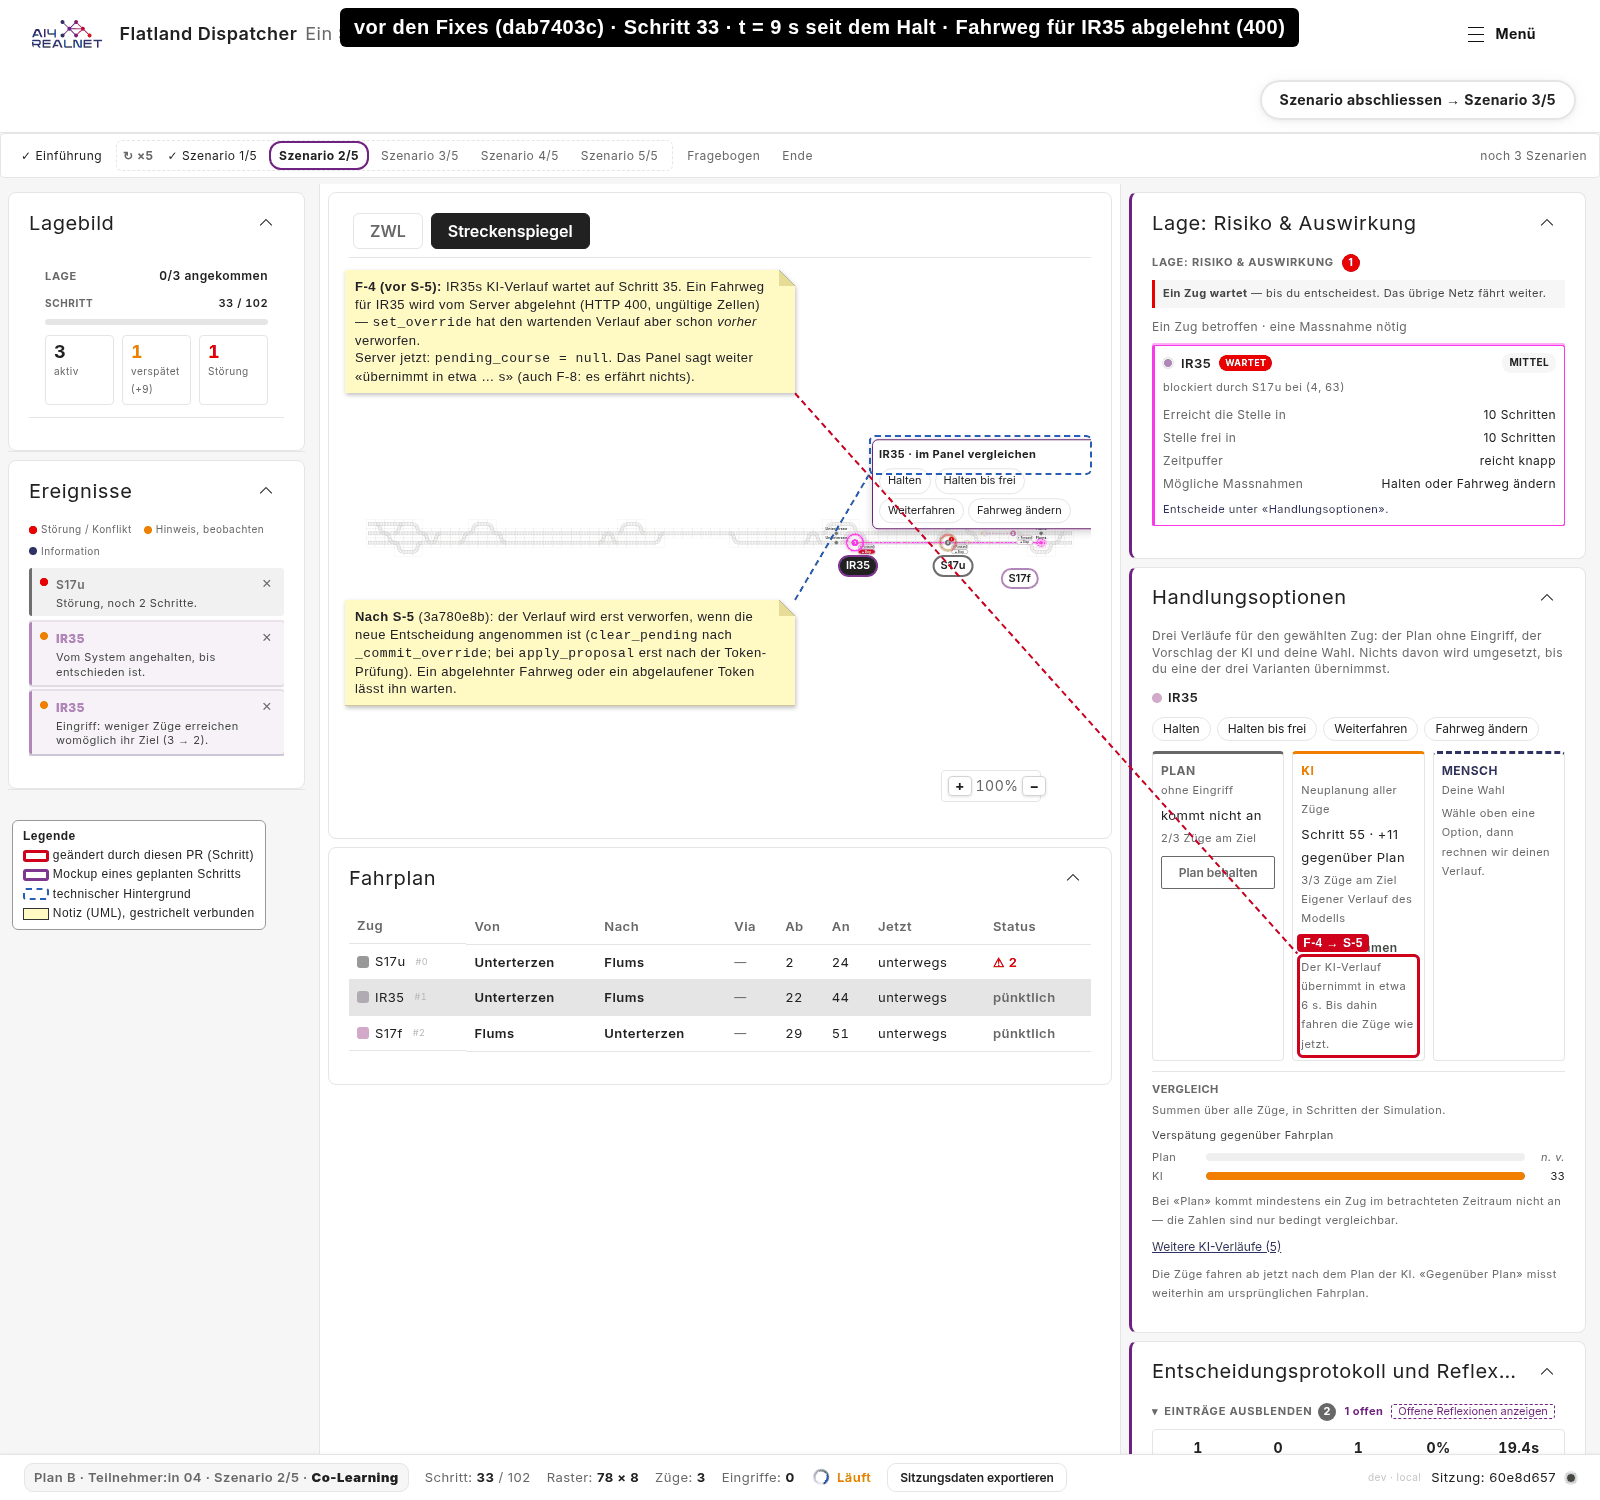 AI4
REALNET
Flatland Dispatcher Ein
vor den Fixes (dab7403c) · Schritt 33 · t = 9 s seit dem Halt · Fahrweg für IR35 abgelehnt (400)
Menü
Szenario abschliessen → Szenario 3/5
✓ Einführung
↻ ×5
✓ Szenario 1/5
Szenario 2/5
Szenario 3/5
Szenario 4/5
Szenario 5/5
Fragebogen
Ende
noch 3 Szenarien
Lagebild
LAGE 0/3 angekommen
SCHRITT 33 / 102
3
aktiv
1
verspätet
(+9)
1
Störung
Ereignisse
Störung / Konflikt
Hinweis, beobachten
Information
S17u ×
Störung, noch 2 Schritte.
IR35 ×
Vom System angehalten, bis
entschieden ist.
IR35 ×
Eingriff: weniger Züge erreichen
womöglich ihr Ziel (3 → 2).
Legende
geändert durch diesen PR (Schritt)
Mockup eines geplanten Schritts
technischer Hintergrund
Notiz (UML), gestrichelt verbunden
ZWL
Streckenspiegel
F-4 (vor S-5): IR35s KI-Verlauf wartet auf Schritt 35. Ein Fahrweg
für IR35 wird vom Server abgelehnt (HTTP 400, ungültige Zellen)
— set_override hat den wartenden Verlauf aber schon vorher
verworfen.
Server jetzt: pending_course = null. Das Panel sagt weiter
«übernimmt in etwa … s» (auch F-8: es erfährt nichts).
IR35 · im Panel vergleichen
Halten
Halten bis frei
Weiterfahren
Fahrweg ändern
IR35
S17u
S17f
Nach S-5 (3a780e8b): der Verlauf wird erst verworfen, wenn die
neue Entscheidung angenommen ist (clear_pending nach
_commit_override; bei apply_proposal erst nach der Token-
Prüfung). Ein abgelehnter Fahrweg oder ein abgelaufener Token
lässt ihn warten.
+ 100% −
Fahrplan
Zug Von Nach Via Ab An Jetzt Status
S17u #0 Unterterzen Flums — 2 24 unterwegs ⚠ 2
IR35 #1 Unterterzen Flums — 22 44 unterwegs pünktlich
S17f #2 Flums Unterterzen — 29 51 unterwegs pünktlich
Lage: Risiko & Auswirkung
LAGE: RISIKO & AUSWIRKUNG 1
Ein Zug wartet — bis du entscheidest. Das übrige Netz fährt weiter.
Ein Zug betroffen · eine Massnahme nötig
IR35 WARTET MITTEL
blockiert durch S17u bei (4, 63)
Erreicht die Stelle in 10 Schritten
Stelle frei in 10 Schritten
Zeitpuffer reicht knapp
Mögliche Massnahmen Halten oder Fahrweg ändern
Entscheide unter «Handlungsoptionen».
Handlungsoptionen
Drei Verläufe für den gewählten Zug: der Plan ohne Eingriff, der
Vorschlag der KI und deine Wahl. Nichts davon wird umgesetzt, bis
du eine der drei Varianten übernimmst.
IR35
Halten
Halten bis frei
Weiterfahren
Fahrweg ändern
PLAN
ohne Eingriff
kommt nicht an
2/3 Züge am Ziel
Plan behalten
KI
Neuplanung aller
Züge
Schritt 55 · +11
gegenüber Plan
3/3 Züge am Ziel
Eigener Verlauf des
Modells
F-4 → S-5
men
Der KI-Verlauf
übernimmt in etwa
6 s. Bis dahin
fahren die Züge wie
jetzt.
MENSCH
Deine Wahl
Wähle oben eine
Option, dann
rechnen wir deinen
Verlauf.
VERGLEICH
Summen über alle Züge, in Schritten der Simulation.
Verspätung gegenüber Fahrplan
Plan n. v.
KI 33
Bei «Plan» kommt mindestens ein Zug im betrachteten Zeitraum nicht an
— die Zahlen sind nur bedingt vergleichbar.
Weitere KI-Verläufe (5)
Die Züge fahren ab jetzt nach dem Plan der KI. «Gegenüber Plan» misst
weiterhin am ursprünglichen Fahrplan.
Entscheidungsprotokoll und Reflex...
▾ EINTRÄGE AUSBLENDEN 2 1 offen Offene Reflexionen anzeigen
1 0 1 0% 19.4s
Plan B · Teilnehmer:in 04 · Szenario 2/5 · Co-Learning
Schritt: 33 / 102
Raster: 78 × 8
Züge: 3
Eingriffe: 0
Läuft
Sitzungsdaten exportieren
dev · local
Sitzung: 60e8d657